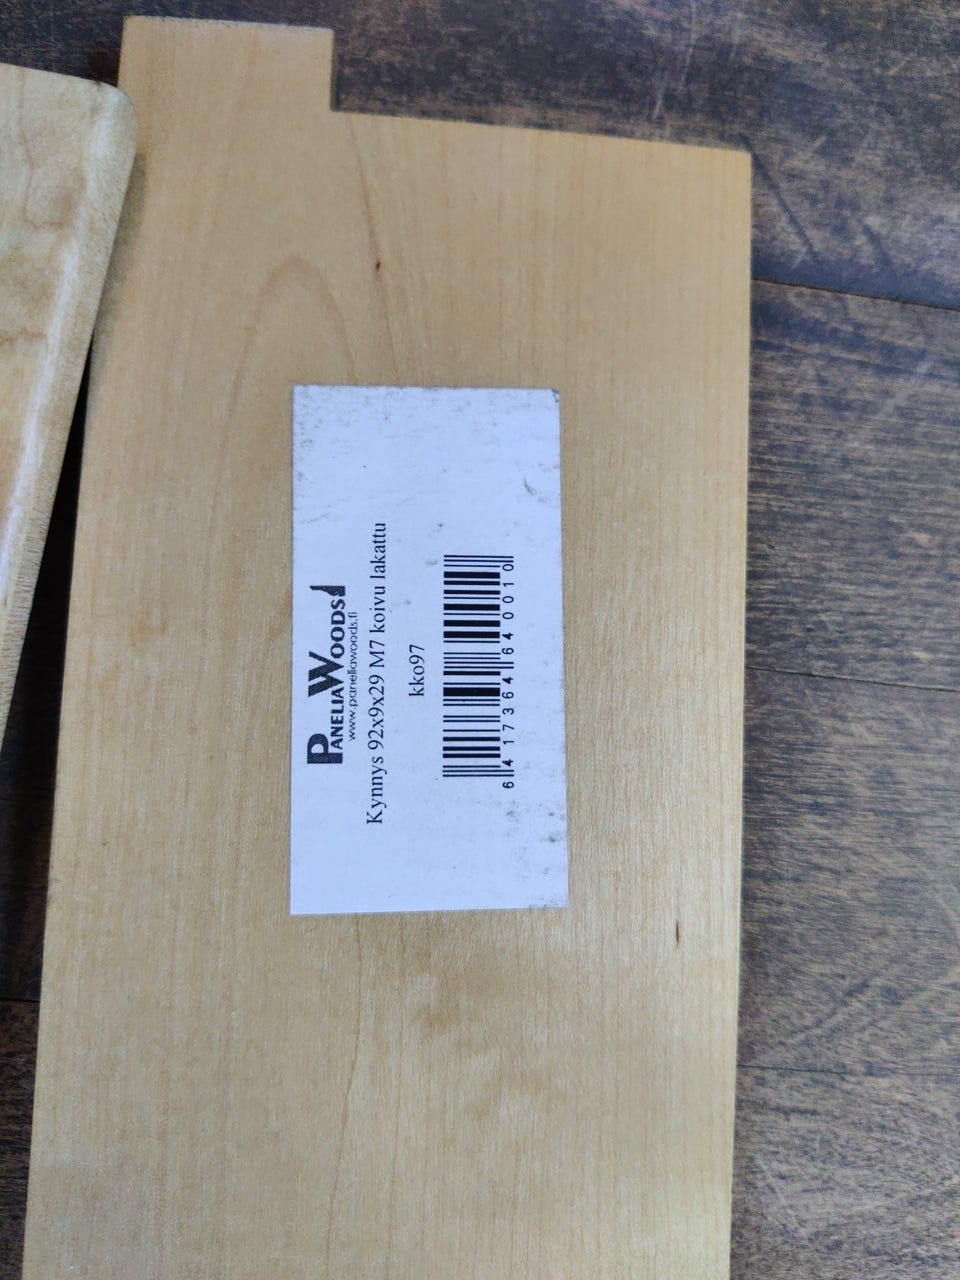 PANELIAWOODS
www.paneliawoods.fi
Kynnys 92x9x29 M7 koivu lakattu
kko97
6 417364 640010